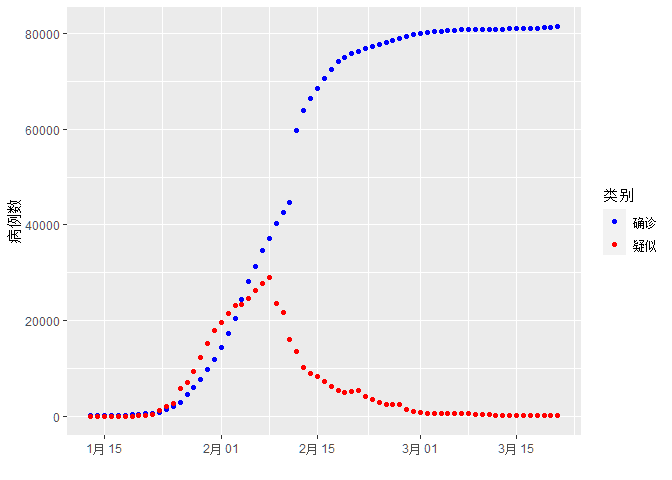 80000
60000
40000
20000
0
病例数
1月 15
2月 01
2月 15
3月 01
3月 15
类别
确诊
疑似